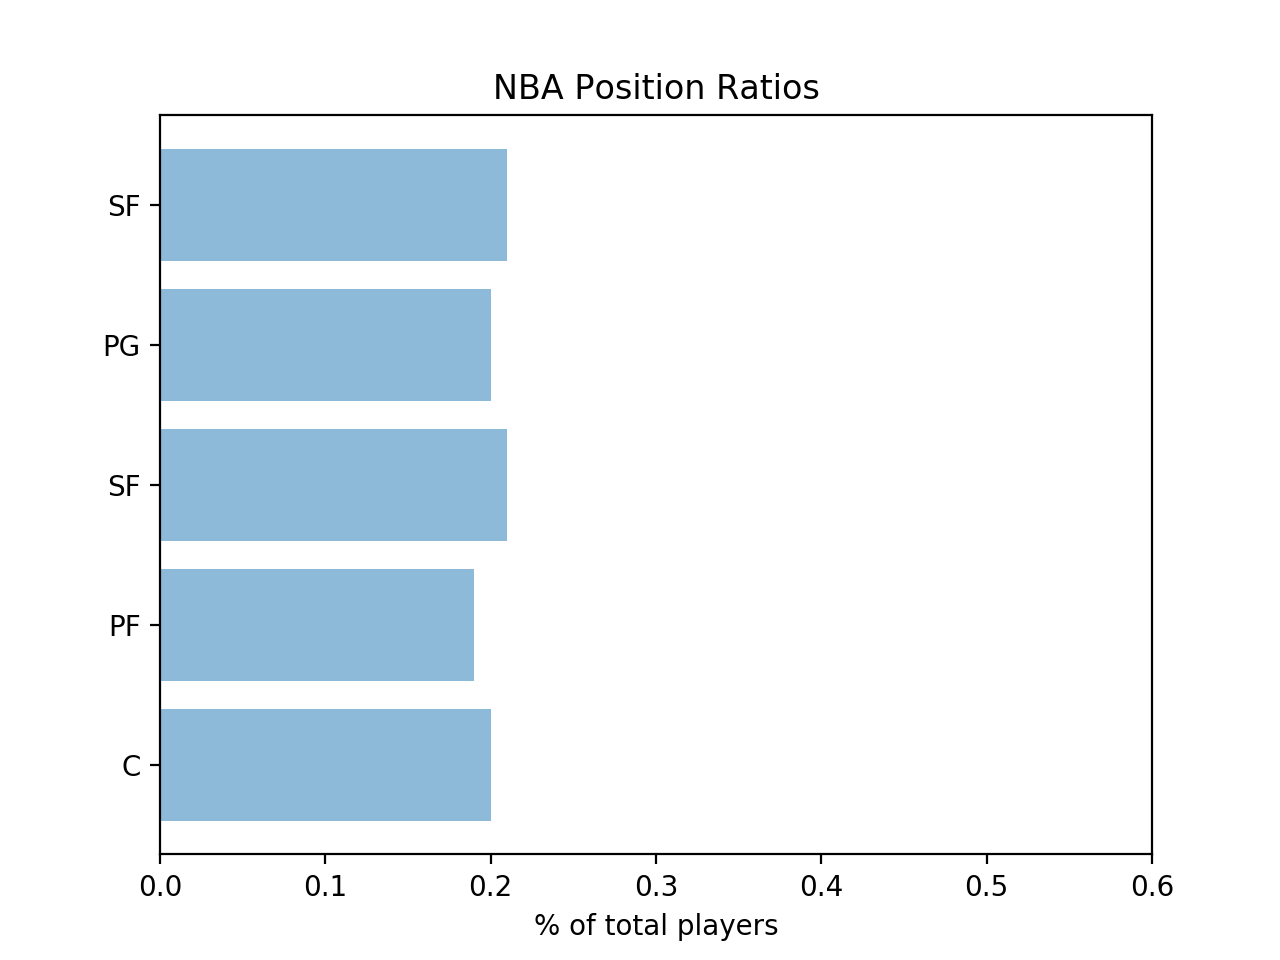 NBA Position Ratios
SF
PG
SF
PF
C
0.0 0.1 0.2 0.3 0.4 0.5 0.6
% of total players